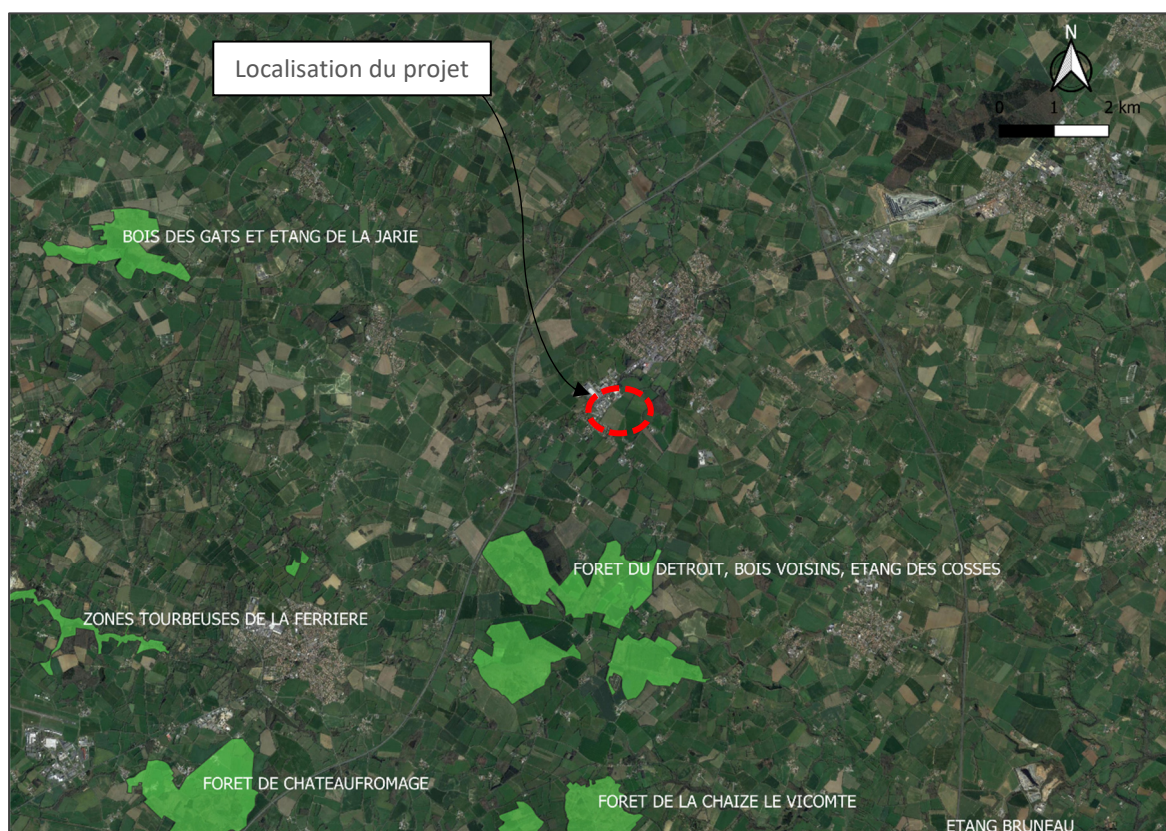 Localisation du projet
N
0 1 2 km
BOIS DES GATS ET ETANG DE LA JARIE
FORET DU DETROIT, BOIS VOISINS, ETANG DES COSSES
ZONES TOURBEUSES DE LA FERRIERE
FORET DE CHATEAUFROMAGE
FORET DE LA CHAIZE LE VICOMTE
ETANG BRUNEAU